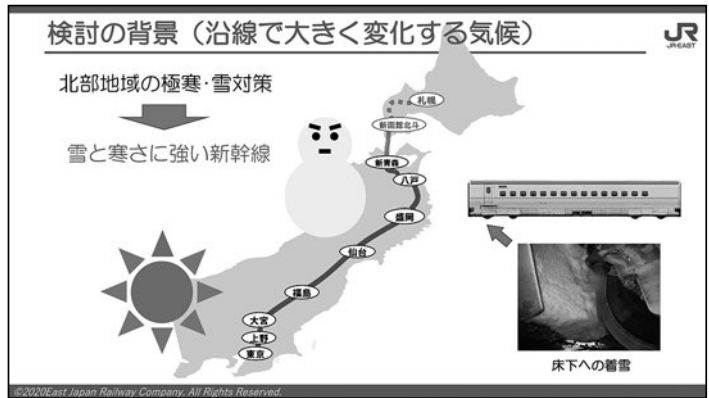 検討の背景（沿線で大きく変化する気候）
JR
JR-EAST
北部地域の極寒・雪対策
雪と寒さに強い新幹線
札幌
新函館北斗
新青森
八戸
盛岡
仙台
福島
大宮
上野
東京
床下への着雪
©2020East Japan Railway Company. All Rights Reserved.